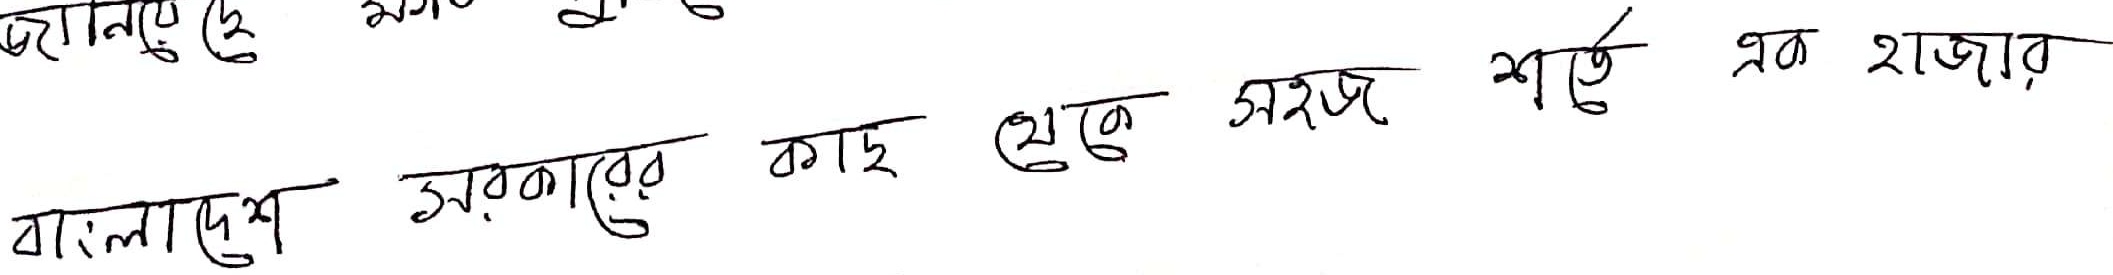 জানিয়েছে
বাংলাদেশ সরকারের কাছ থেকে সহজ শর্তে এক হাজার